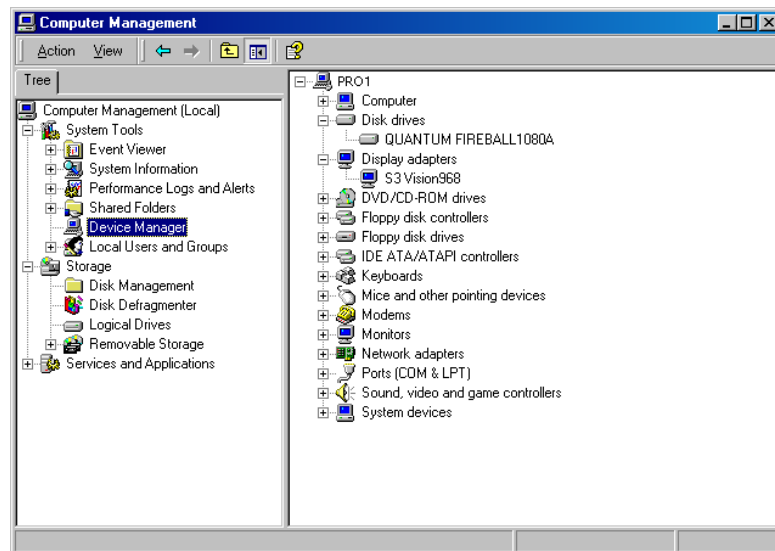 Computer Management
Action View
Tree
Computer Management (Local)
System Tools
Event Viewer
System Information
Performance Logs and Alerts
Shared Folders
Device Manager
Local Users and Groups
Storage
Disk Management
Disk Defragmenter
Logical Drives
Removable Storage
Services and Applications
PRO1
Computer
Disk drives
QUANTUM FIREBALL1080A
Display adapters
S3 Vision968
DVD/CD-ROM drives
Floppy disk controllers
Floppy disk drives
IDE ATA/ATAPI controllers
Keyboards
Mice and other pointing devices
Modems
Monitors
Network adapters
Ports (COM & LPT)
Sound, video and game controllers
System devices